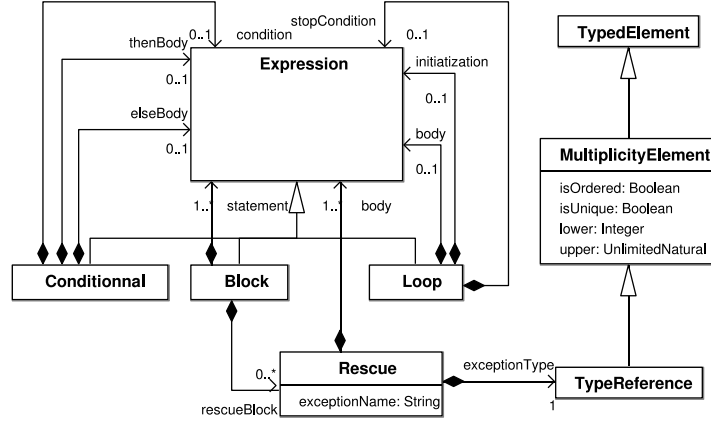 stopCondition
thenBody 0..1 condition 0..1
TypedElement
Expression
initiatization
0..1
0..1
elseBody
body
0..1
0..1
MultiplicityElement
isOrdered: Boolean
isUnique: Boolean
lower: Integer
upper: UnlimitedNatural
1..* statement 1..* body
Conditionnal
Block
Loop
0..*
Rescue
exceptionType
TypeReference
rescueBlock
exceptionName: String
1